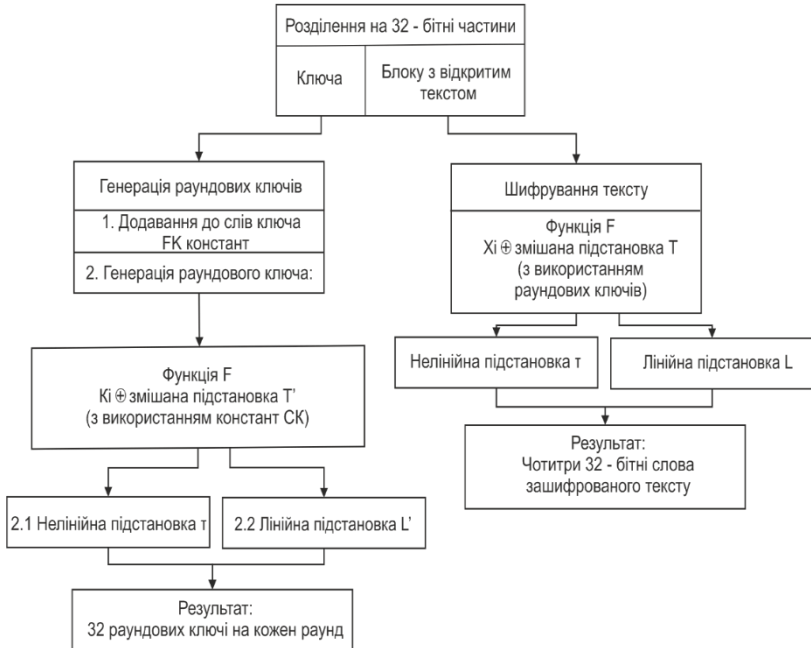 Розділення на 32 - бітні частини
Ключа
Блоку з відкритим
текстом
Генерація раундових ключів
1. Додавання до слів ключа
FK констант
2. Генерація раундового ключа:
Функція F
Кі ⊕ змішана підстановка T'
(з використанням констант СК)
2.1 Нелінійна підстановка τ
2.2 Лінійна підстановка L'
Результат:
32 раундових ключі на кожен раунд
Шифрування тексту
Функція F
Хі ⊕ змішана підстановка T
(з використанням
раундових ключів)
Нелінійна підстановка τ
Лінійна підстановка L
Результат:
Чотитри 32 - бітні слова
зашифрованого тексту